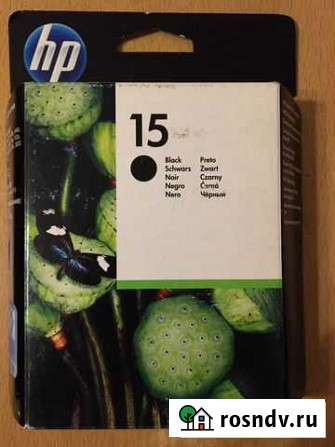 hp
15
Black Preto
Schwarz Zwart
Noir Czarny
Negro Černá
Nero Чёрный
rosndv.ru